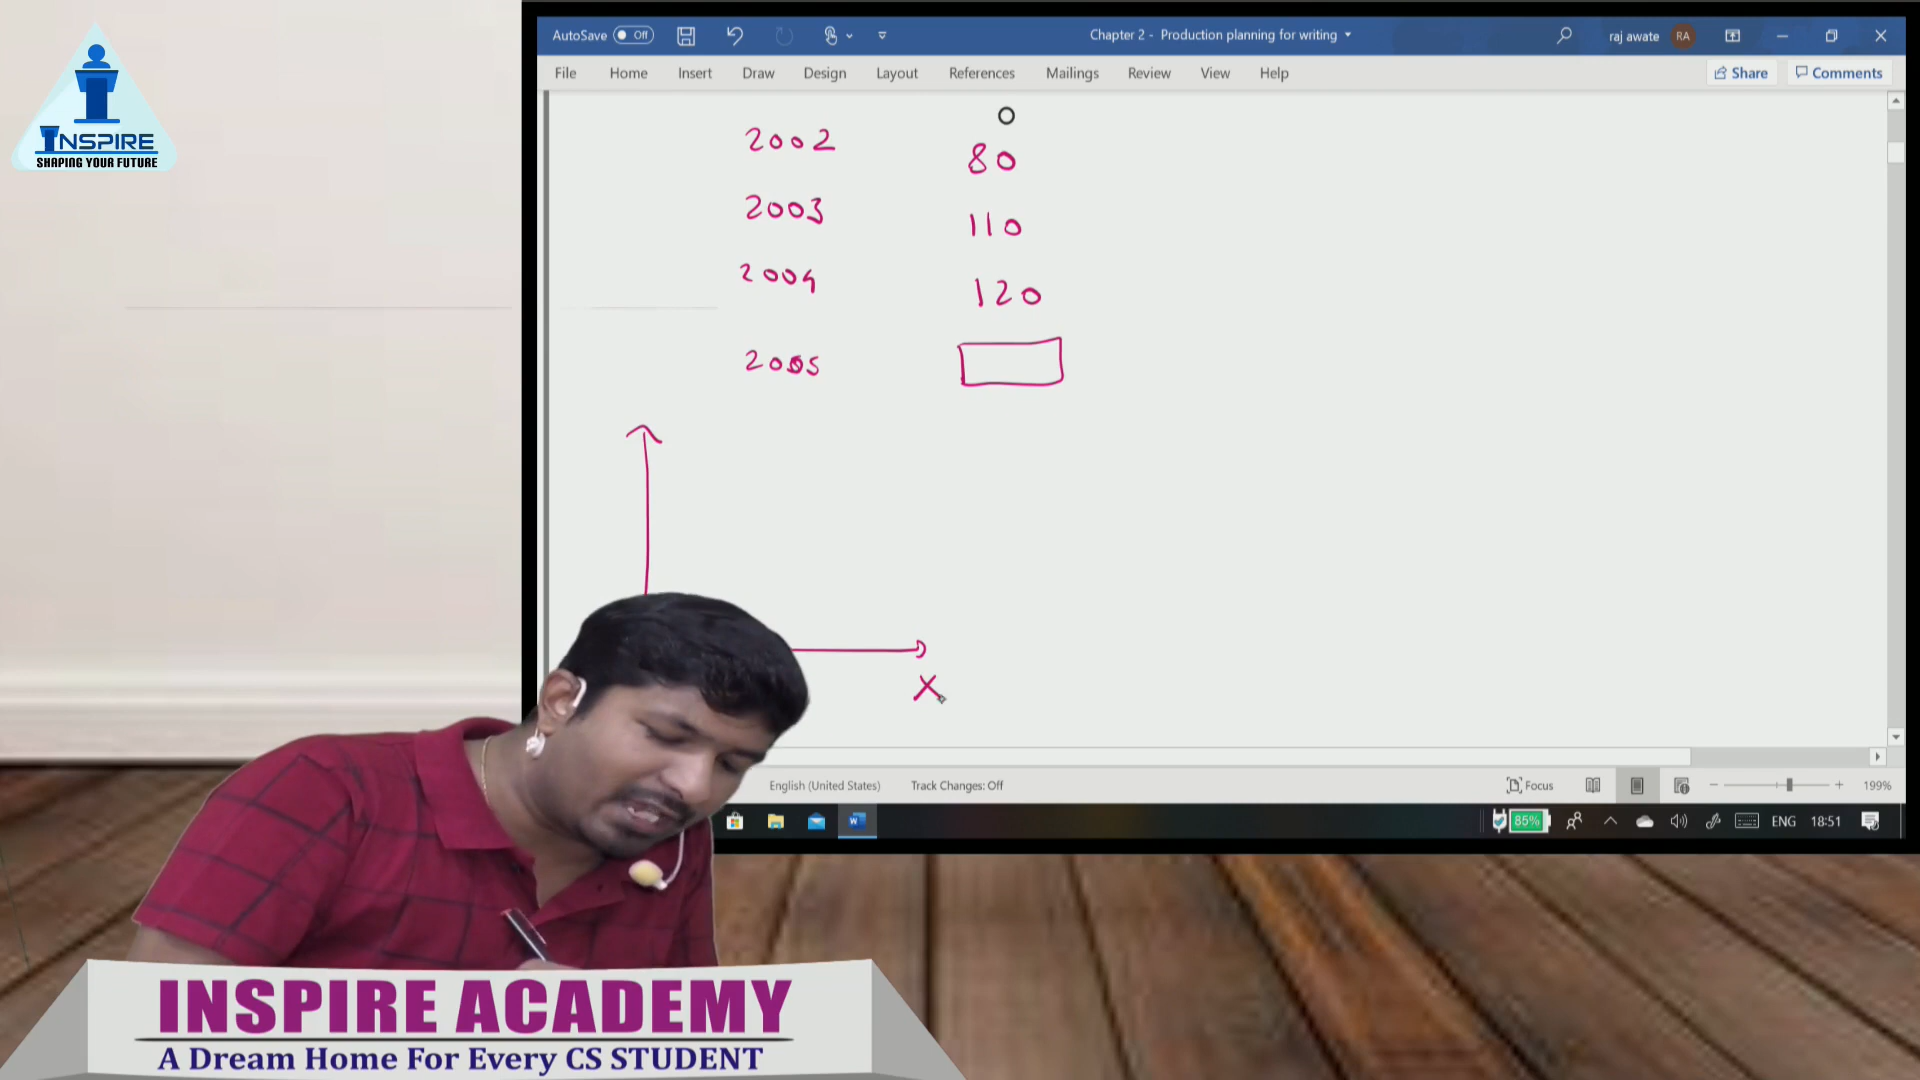 INSPIRE
SHAPING YOUR FUTURE
AutoSave Off
Chapter 2 - Production planning for writing
raj awate RA
File Home Insert Draw Design Layout References Mailings Review View Help
Share Comments
0
2002 80
2003 110
2004 120
2005
X
English (United States) Track Changes: Off
Focus
199%
85%
ENG 18:51
INSPIRE ACADEMY
A Dream Home For Every CS STUDENT